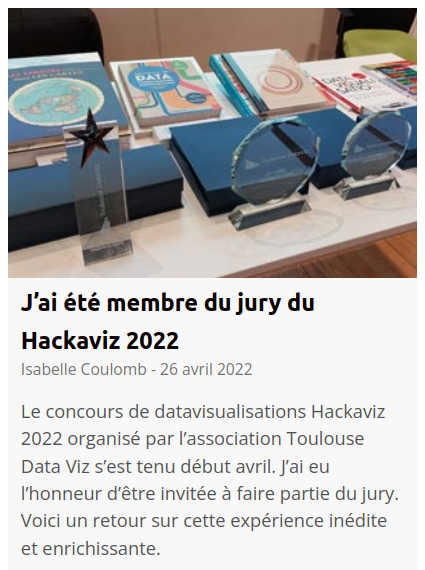 DATA
J’ai été membre du jury du
Hackaviz 2022
Isabelle Coulomb - 26 avril 2022
Le concours de datavisualisations Hackaviz
2022 organisé par l’association Toulouse
Data Viz s’est tenu début avril. J’ai eu
l’honneur d’être invitée à faire partie du jury.
Voici un retour sur cette expérience inédite
et enrichissante.